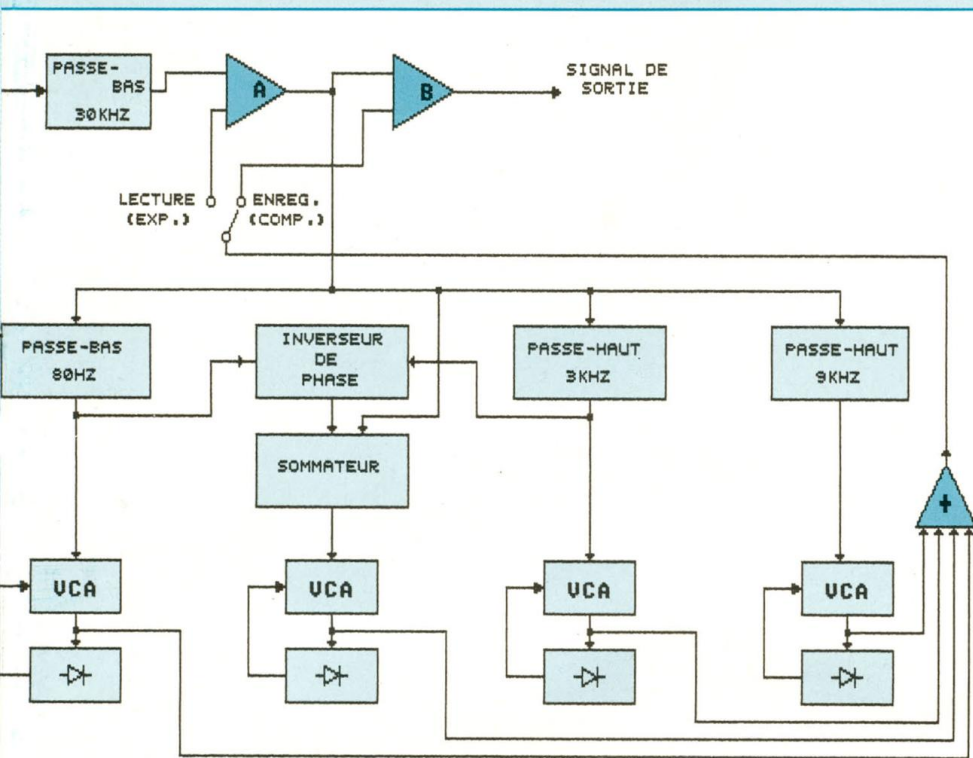 PASSE-
BAS
30KHZ
A
B
SIGNAL DE
SORTIE
LECTURE
(EXP.)
ENREG.
(COMP.)
PASSE-BAS
80HZ
INVERSEUR
DE
PHASE
PASSE-HAUT
3KHZ
PASSE-HAUT
9KHZ
SOMMATEUR
+
VCA
VCA
VCA
VCA